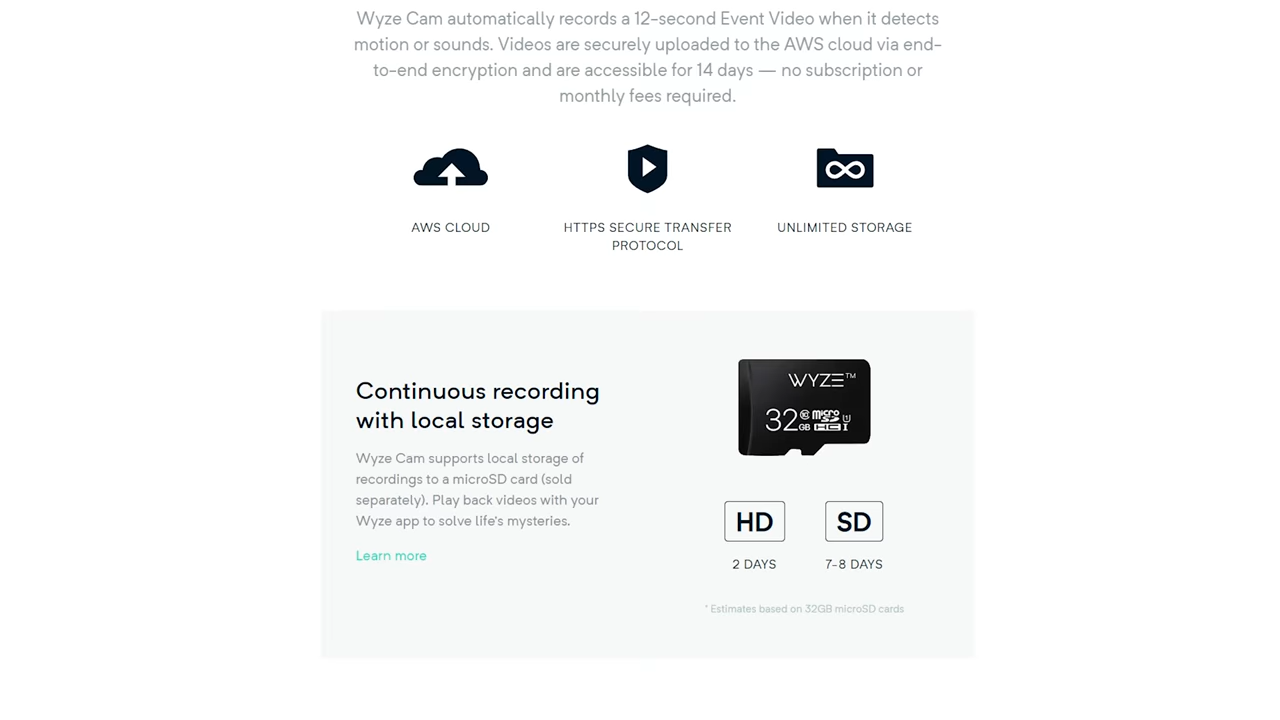 Wyze Cam automatically records a 12-second Event Video when it detects
motion or sounds. Videos are securely uploaded to the AWS cloud via end-
to-end encryption and are accessible for 14 days — no subscription or
monthly fees required.
AWS CLOUD
HTTPS SECURE TRANSFER
PROTOCOL
UNLIMITED STORAGE
Continuous recording
with local storage
Wyze Cam supports local storage of
recordings to a microSD card (sold
separately). Play back videos with your
Wyze app to solve life's mysteries.
Learn more
WYZE™
32GB 10 micro SD HC I U1
HD
SD
2 DAYS
7-8 DAYS
* Estimates based on 32GB microSD cards